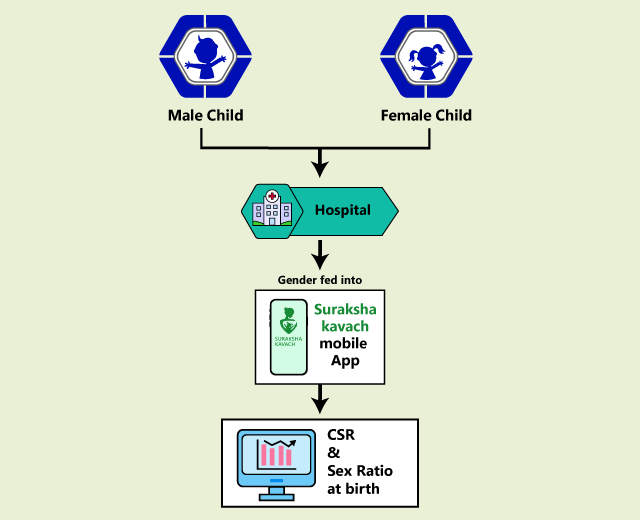 Male Child
Female Child
Hospital
Gender fed into
SURAKSHA
KAVACH
Suraksha
kavach
mobile
App
CSR
&
Sex Ratio
at birth